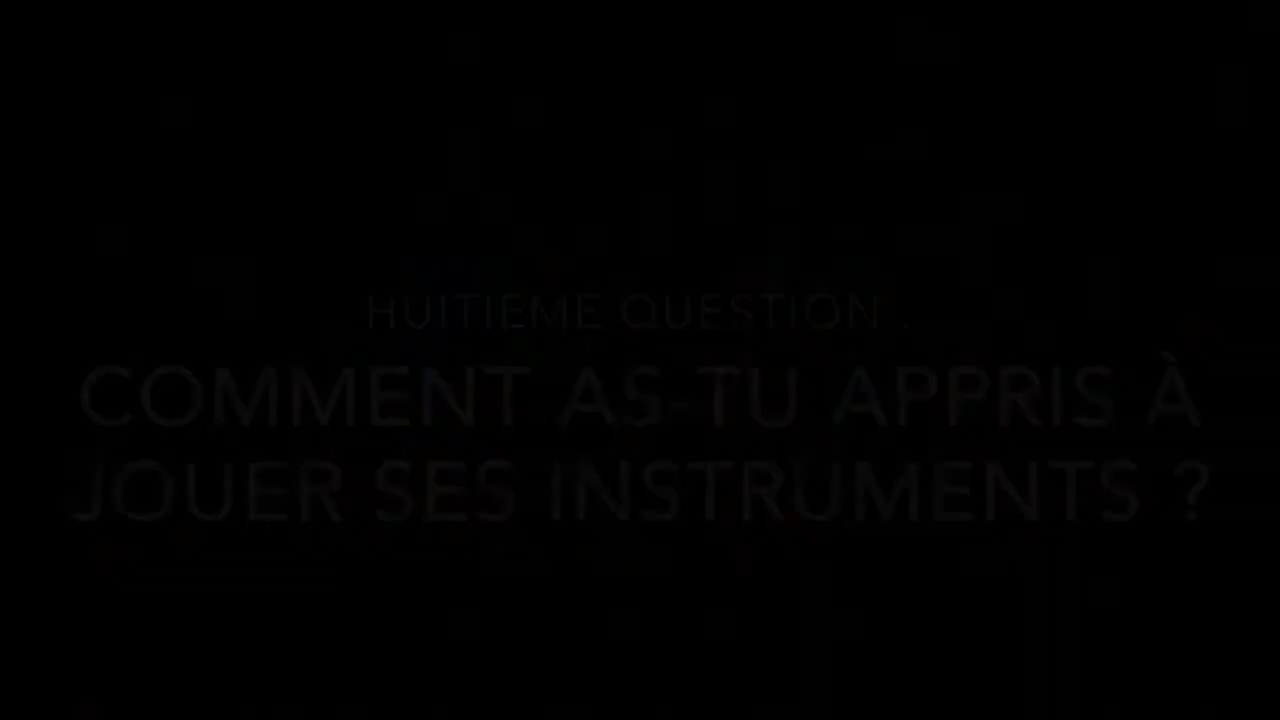 HUITIEME QUESTION :
COMMENT AS-TU APPRIS À
JOUER SES INSTRUMENTS ?